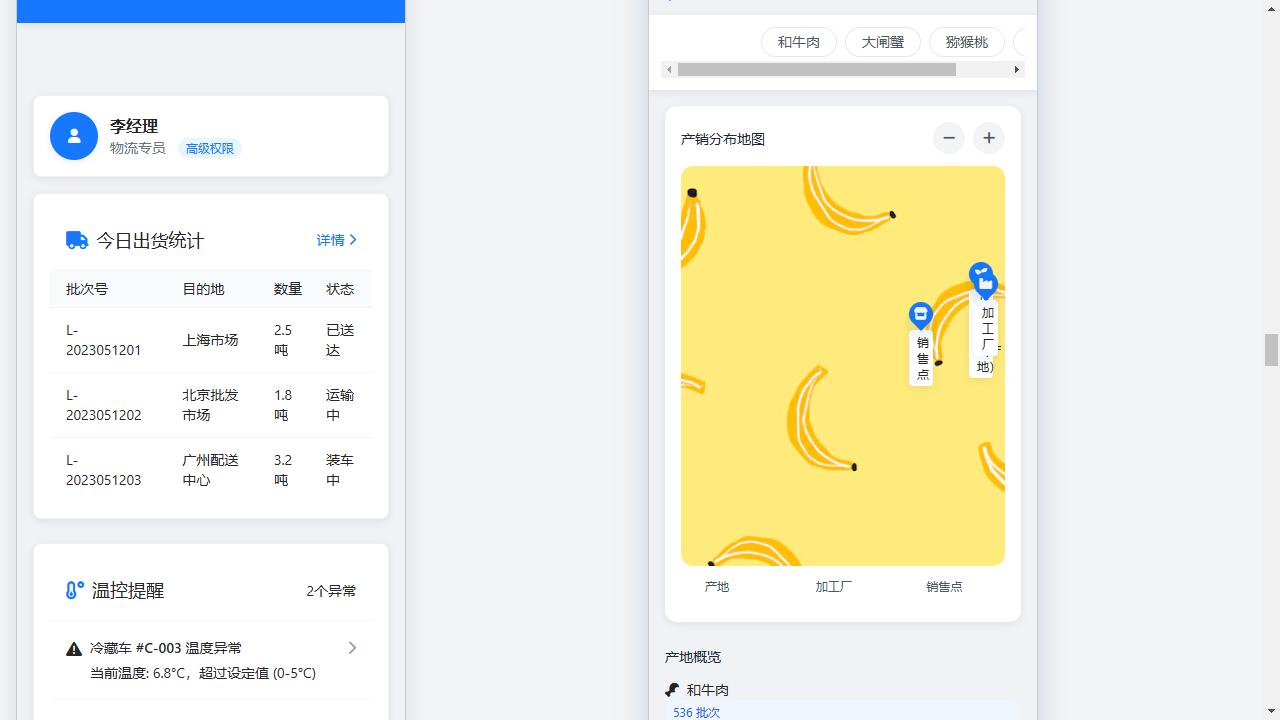 李经理
物流专员 高级权限
今日出货统计 详情
批次号 目的地 数量 状态
L-2023051201 上海市场 2.5吨 已送达
L-2023051202 北京批发市场 1.8吨 运输中
L-2023051203 广州配送中心 3.2吨 装车中
温控提醒 2个异常
冷藏车 #C-003 温度异常
当前温度: 6.8°C，超过设定值 (0-5°C)
和牛肉 大闸蟹 猕猴桃
产销分布地图
加工厂
地)
销售点
产地 加工厂 销售点
产地概览
和牛肉
536 批次